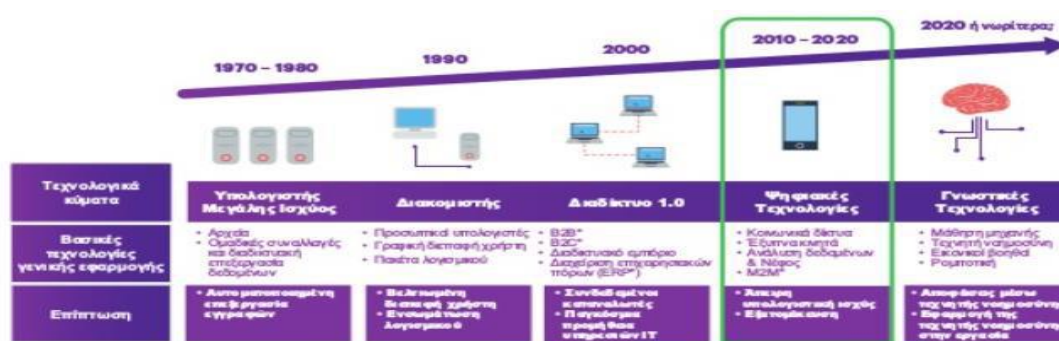 1970 – 1980
1990
2000
2010 – 2020
2020 ή νωρίτερα;
Τεχνολογικά
κύματα
Υπολογιστής
Μεγάλης Ισχύος
Διακομιστής
Διαδίκτυο 1.0
Ψηφιακές
Τεχνολογίες
Γνωστικές
Τεχνολογίες
Βασικές
τεχνολογίες
γενικής εφαρμογής
• Αρχεία
• Ομαδικές συναλλαγές
και διαδικτυακή
επεξεργασία
δεδομένων
• Προσωπικοί υπολογιστές
• Γραφική διεπαφή χρήστη
• Πακέτα λογισμικού
• B2B*
• B2C*
• Διαδικτυακό εμπόριο
• Διαχείριση επιχειρησιακών
πόρων (ERP*)
• Κοινωνικά δίκτυα
• Έξυπνα κινητά
• Ανάλυση δεδομένων
& Νέφος
• M2M*
• Μάθηση μηχανής
• Τεχνητή νοημοσύνη
• Εικονικοί βοηθοί
• Ρομποτική
Επίπτωση
• Αυτοματοποιημένη
επεξεργασία
εγγραφών
• Βελτιωμένη
διεπαφή χρήστη
• Ενσωμάτωση
λογισμικού
• Συνδεδεμένοι
καταναλωτές
• Παγκόσμια
προμήθεια
υπηρεσιών IT
• Άπειρη
υπολογιστική ισχύς
• Εξατομίκευση
• Αποφάσεις μέσω
τεχνητής νοημοσύνης
• Εφαρμογή της
τεχνητής νοημοσύνης
στην εργασία